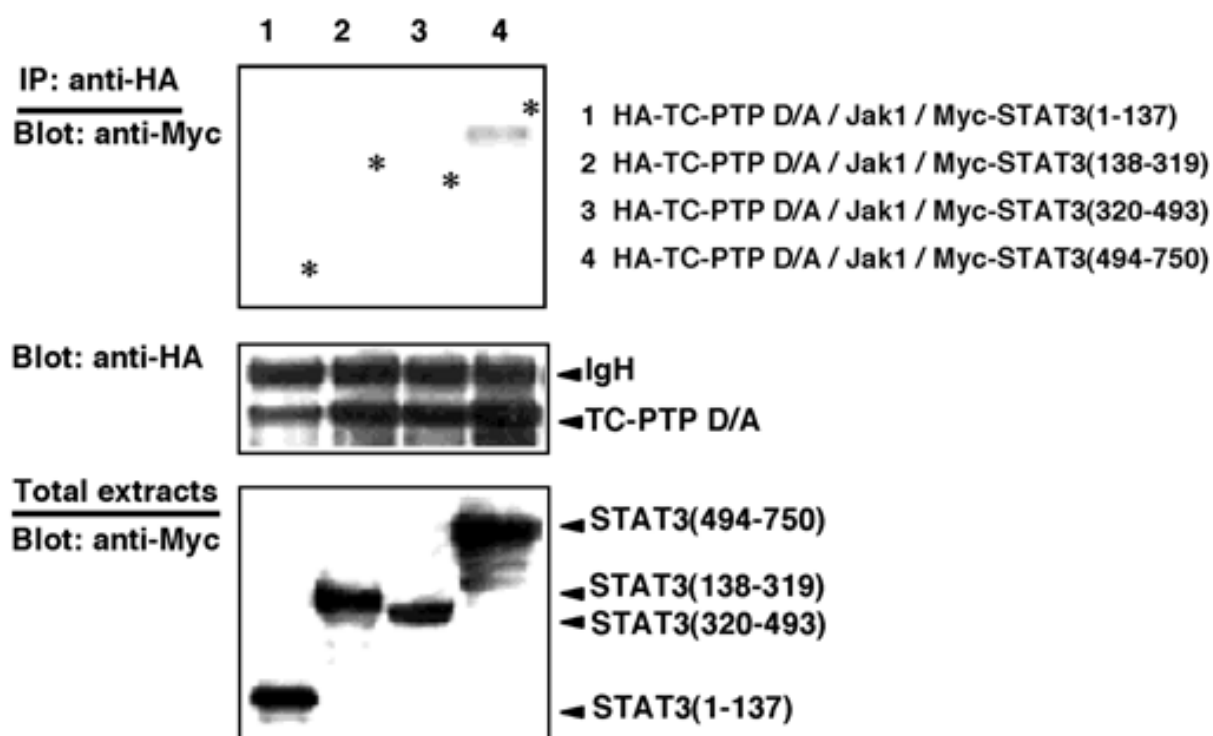 1 2 3 4
IP: anti-HA
Blot: anti-Myc
*
*
*
*
1 HA-TC-PTP D/A / Jak1 / Myc-STAT3(1-137)
2 HA-TC-PTP D/A / Jak1 / Myc-STAT3(138-319)
3 HA-TC-PTP D/A / Jak1 / Myc-STAT3(320-493)
4 HA-TC-PTP D/A / Jak1 / Myc-STAT3(494-750)
Blot: anti-HA
IgH
TC-PTP D/A
Total extracts
Blot: anti-Myc
STAT3(494-750)
STAT3(138-319)
STAT3(320-493)
STAT3(1-137)